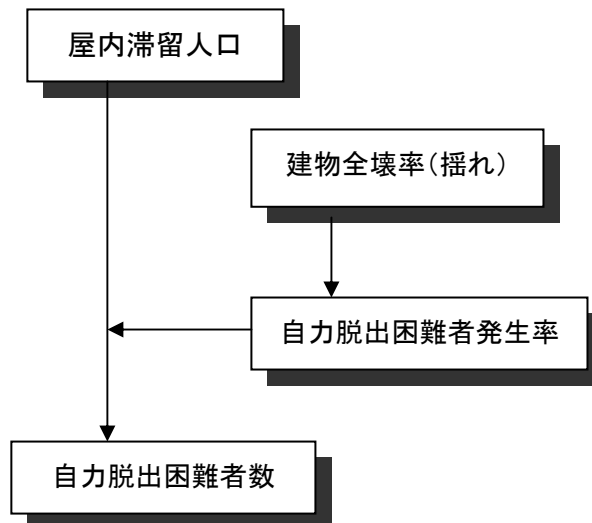 屋内滞留人口
建物全壊率（揺れ）
自力脱出困難者発生率
自力脱出困難者数